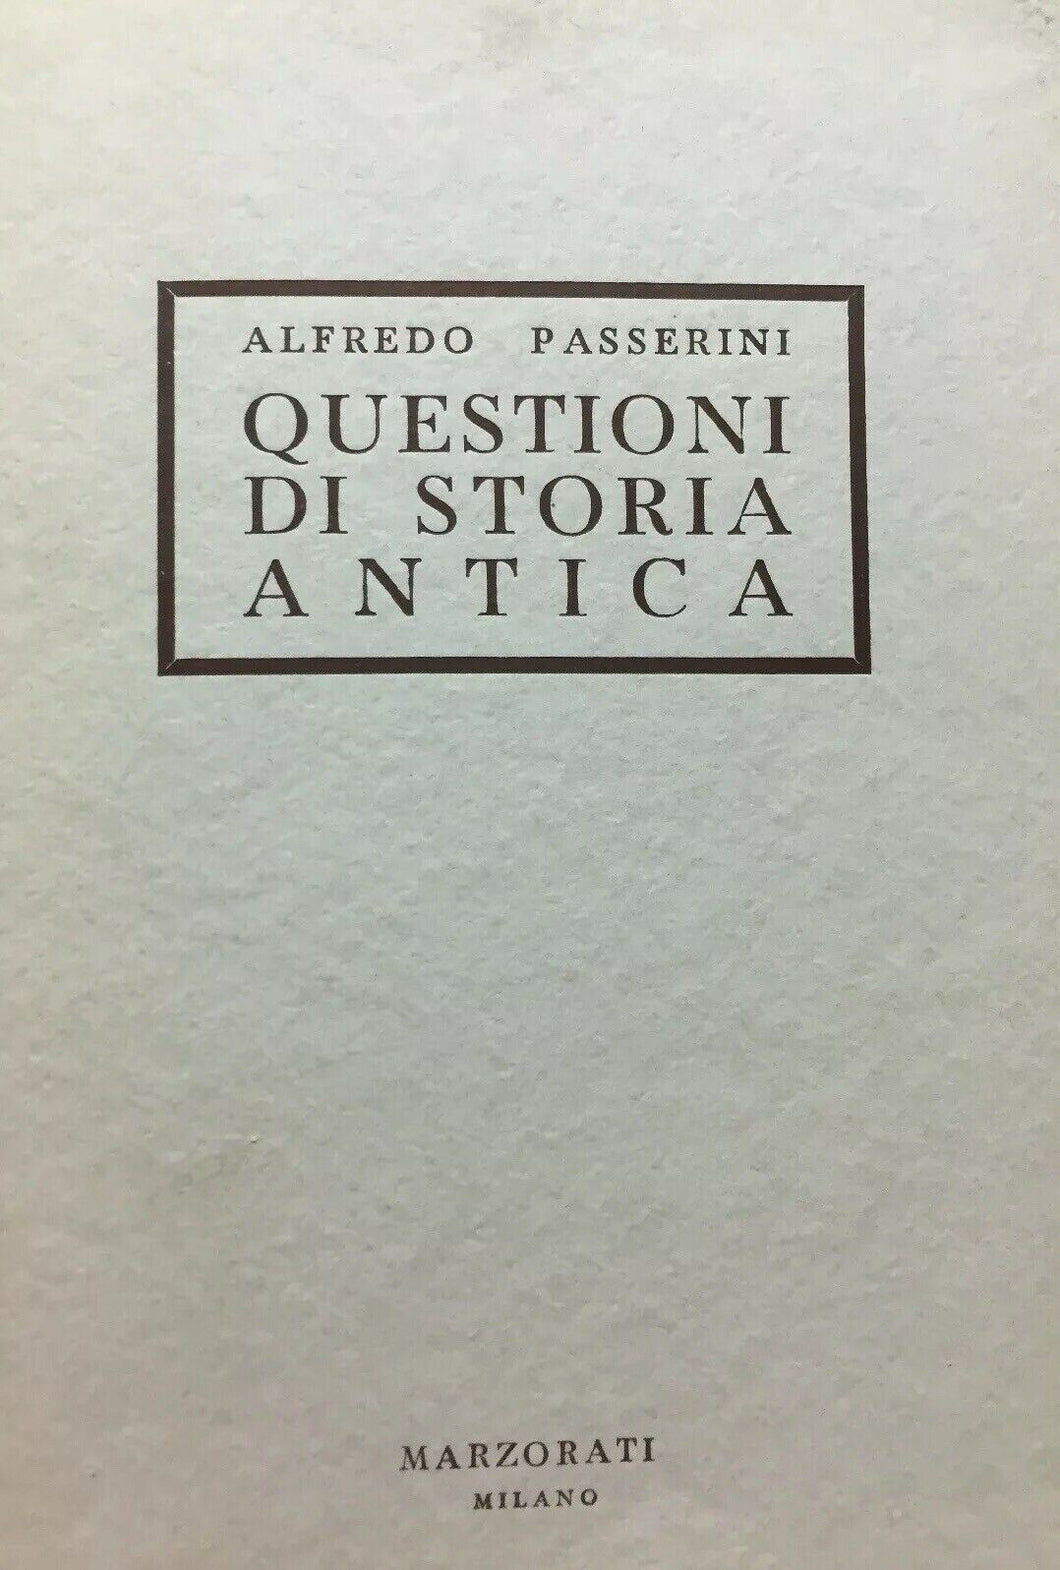 ALFREDO PASSERINI
QUESTIONI
DI STORIA
ANTICA
MARZORATI
MILANO